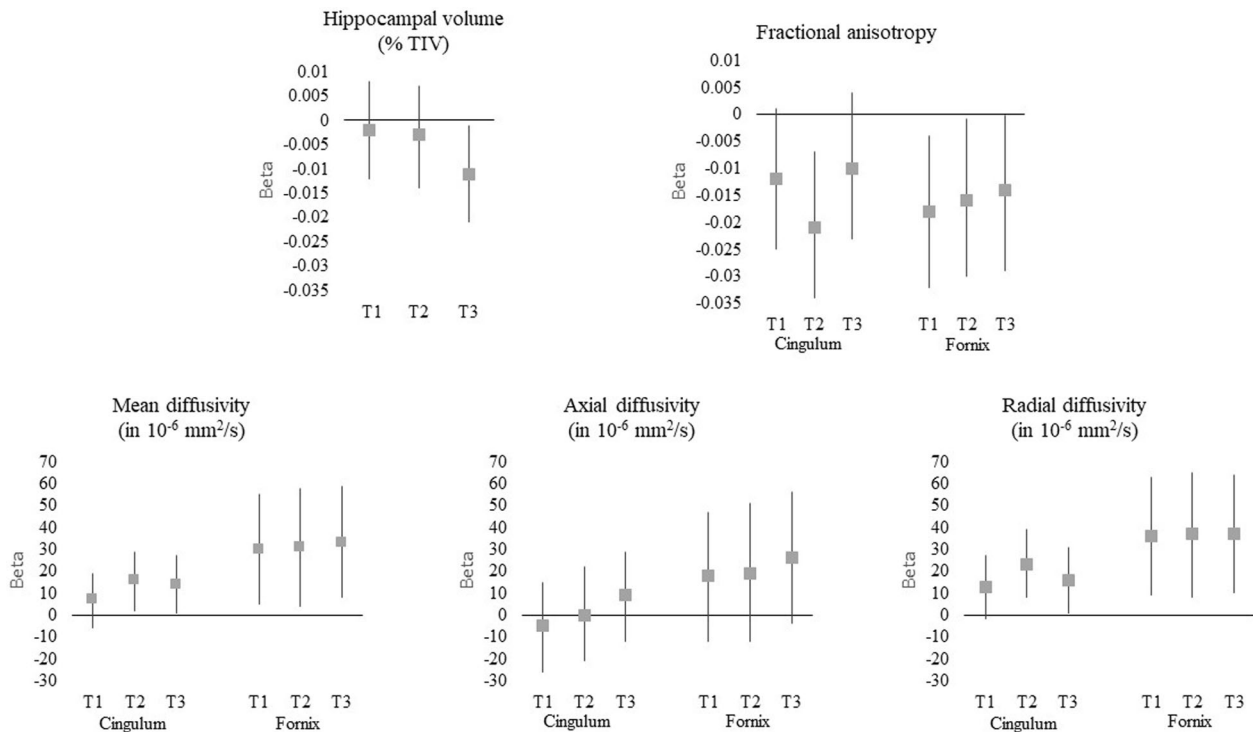 Hippocampal volume
(% TIV)
Beta
0.01
0.005
0
-0.005
-0.01
-0.015
-0.02
-0.025
-0.03
-0.035
T1 T2 T3
Fractional anisotropy
Beta
0.01
0.005
0
-0.005
-0.01
-0.015
-0.02
-0.025
-0.03
-0.035
T1 T2 T3 T1 T2 T3
Cingulum Fornix
Mean diffusivity
(in 10⁻⁶ mm²/s)
Beta
70
60
50
40
30
20
10
0
-10
-20
-30
T1 T2 T3 T1 T2 T3
Cingulum Fornix
Axial diffusivity
(in 10⁻⁶ mm²/s)
Beta
70
60
50
40
30
20
10
0
-10
-20
-30
T1 T2 T3 T1 T2 T3
Cingulum Fornix
Radial diffusivity
(in 10⁻⁶ mm²/s)
Beta
70
60
50
40
30
20
10
0
-10
-20
-30
T1 T2 T3 T1 T2 T3
Cingulum Fornix